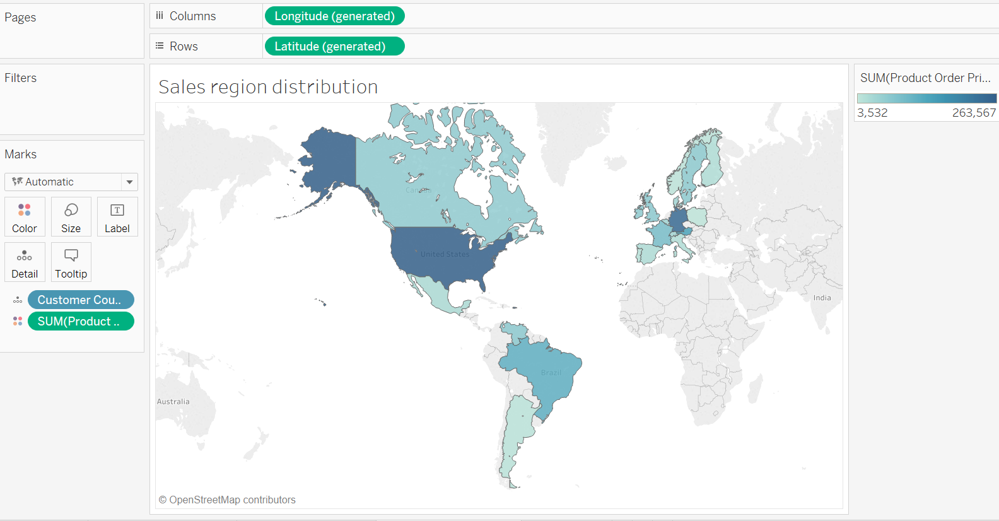 Pages
Columns
Longitude (generated)
Rows
Latitude (generated)
Filters
Marks
Automatic
Color
Size
Label
Detail
Tooltip
Customer Cou..
SUM(Product ..
Sales region distribution
Canada
United States
Brazil
India
Australia
© OpenStreetMap contributors
SUM(Product Order Pri...
3,532
263,567